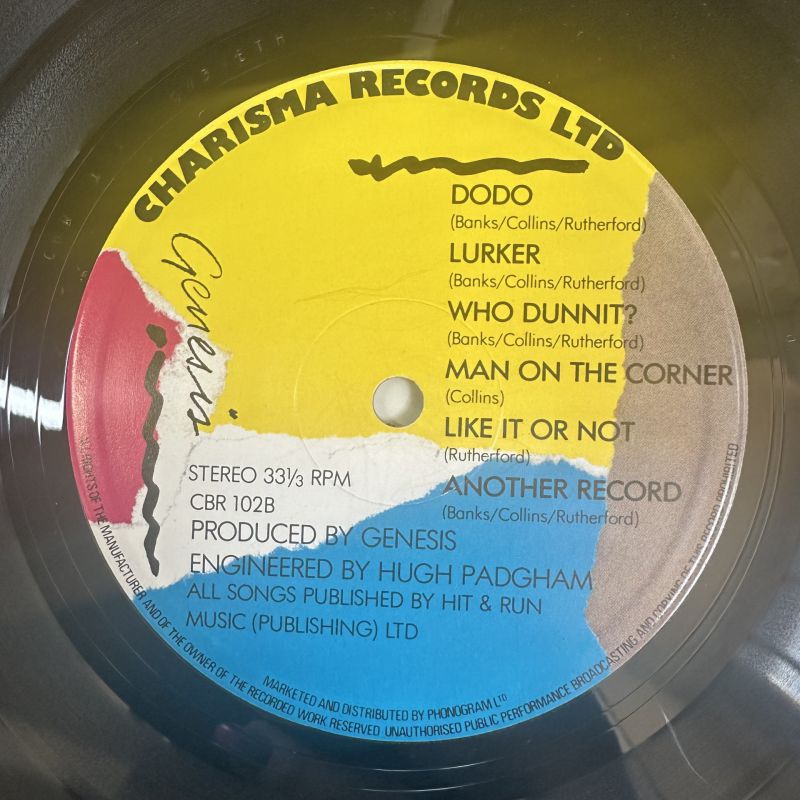 CHARISMA RECORDS LTD
Genesis
DODO
(Banks/Collins/Rutherford)
LURKER
(Banks/Collins/Rutherford)
WHO DUNNIT?
(Banks/Collins/Rutherford)
MAN ON THE CORNER
(Collins)
LIKE IT OR NOT
(Rutherford)
ANOTHER RECORD
(Banks/Collins/Rutherford)
STEREO 33⅓ RPM
CBR 102B
PRODUCED BY GENESIS
ENGINEERED BY HUGH PADGHAM
ALL SONGS PUBLISHED BY HIT & RUN
MUSIC (PUBLISHING) LTD
MARKETED AND DISTRIBUTED BY PHONOGRAM LTD
ALL RIGHTS OF THE MANUFACTURER AND OF THE OWNER OF THE RECORDED WORK RESERVED UNAUTHORISED PUBLIC PERFORMANCE BROADCASTING AND COPYING OF THIS RECORD PROHIBITED